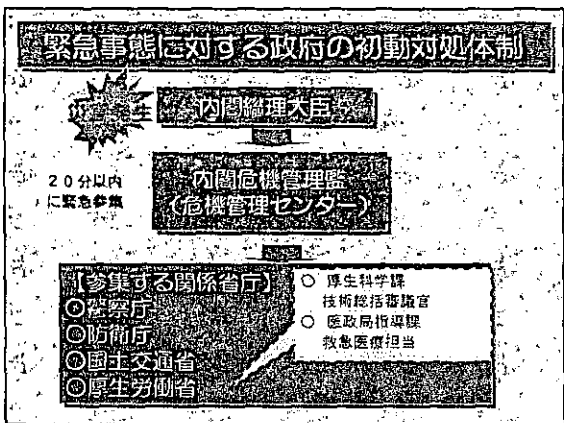 緊急事態に対する政府の初動対処体制
災害発生
内閣総理大臣
20分以内
に緊急参集
内閣危機管理監
(危機管理センター)
【参集する関係省庁】
◎警察庁
◎防衛庁
◎国土交通省
◎厚生労働省
○ 厚生科学課
技術総括審議官
○ 医政局指導課
救急医療担当